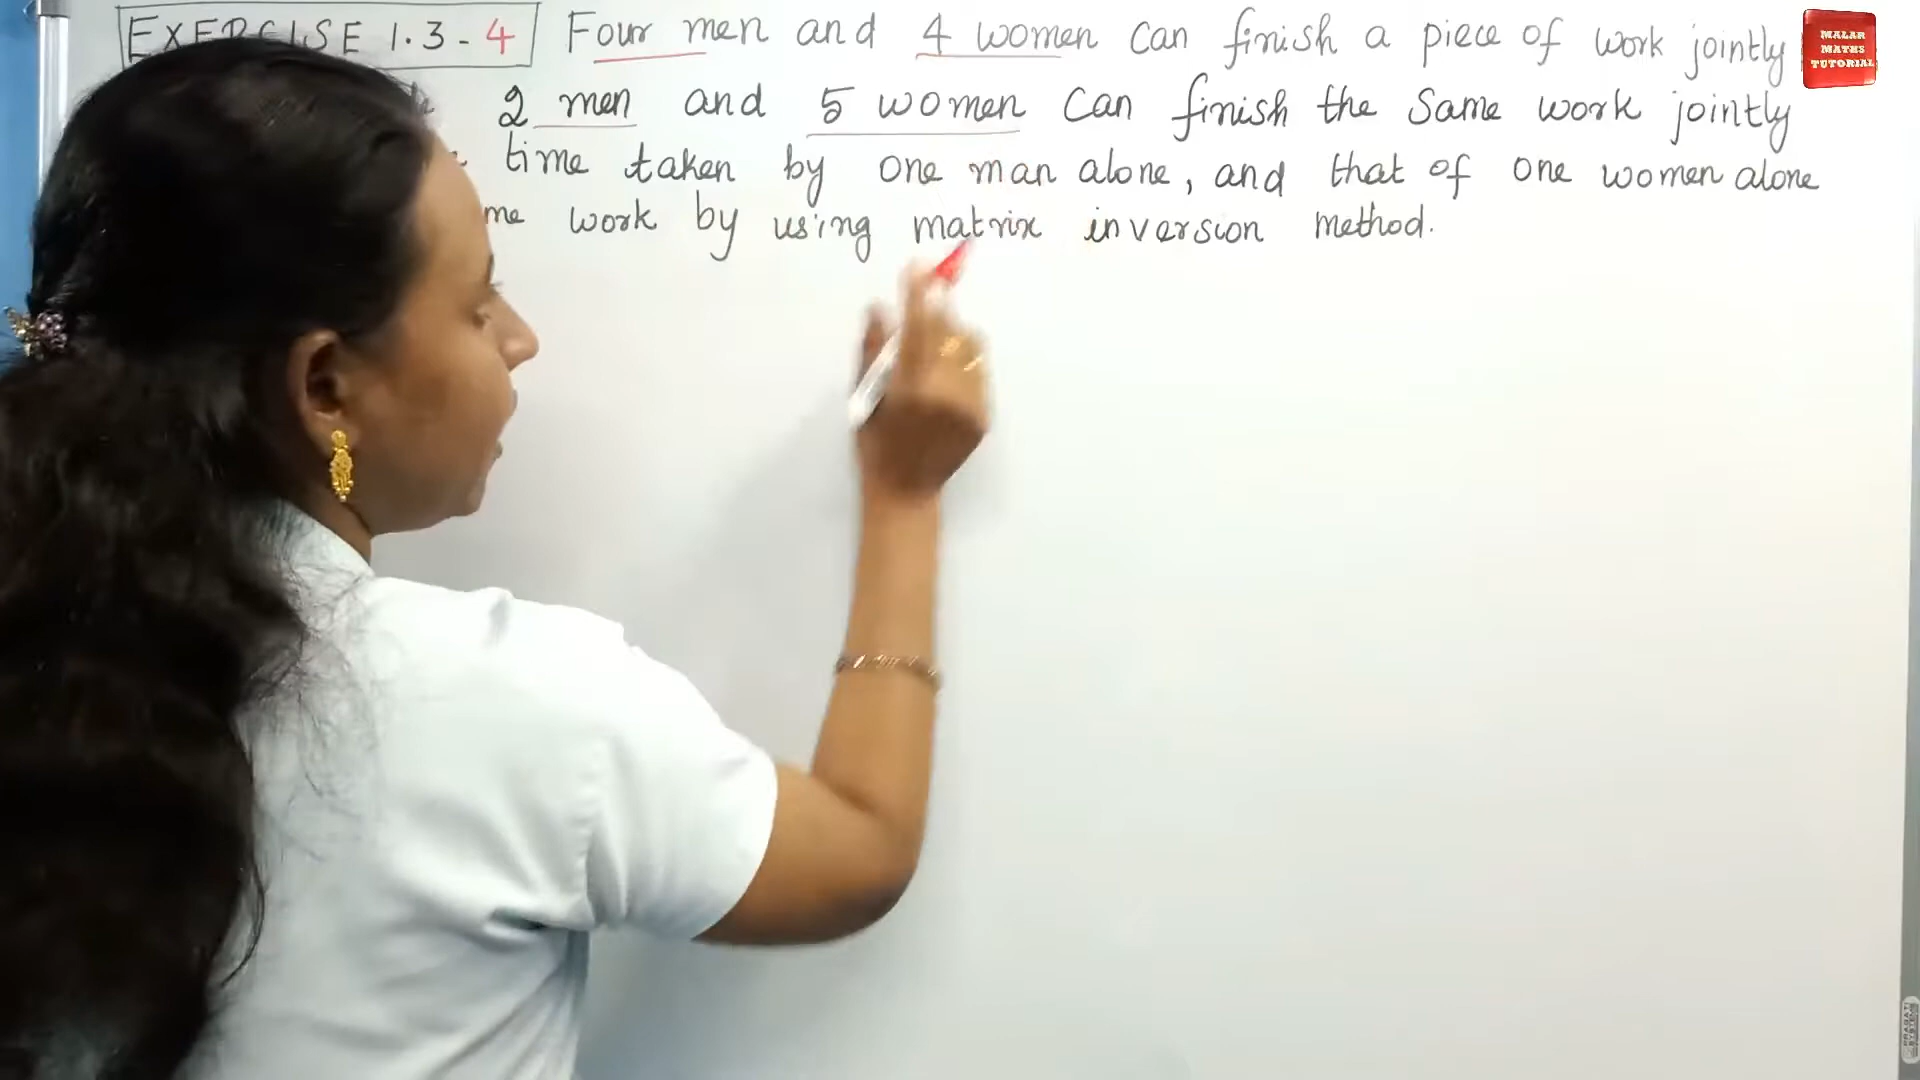 EXERCISE 1.3-4 Four men and 4 women can finish a piece of work jointly
2 men and 5 women can finish the same work jointly
time taken by one man alone, and that of one women alone
work by using matrix inversion method.
MALAR
MATHS
TUTORIAL